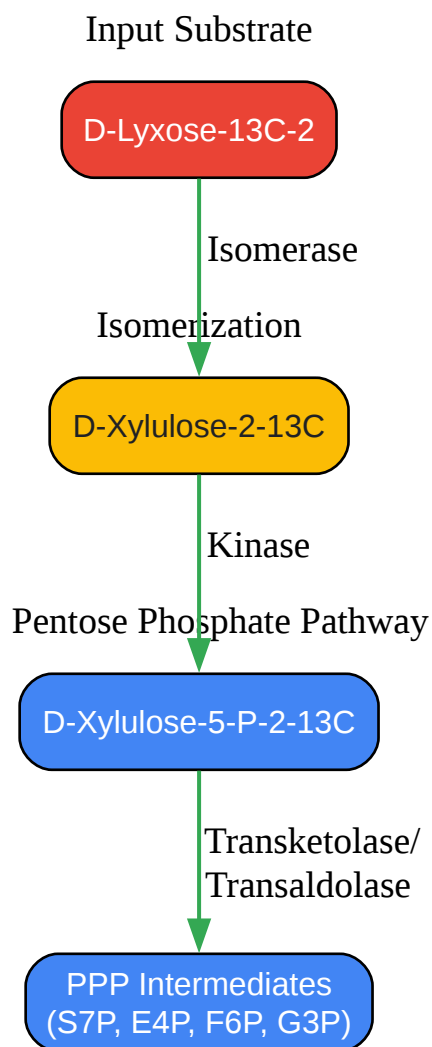 Input Substrate
D-Lyxose-13C-2
Isomerase
Isomerization
D-Xylulose-2-13C
Kinase
Pentose Phosphate Pathway
D-Xylulose-5-P-2-13C
Transketolase/
Transaldolase
PPP Intermediates
(S7P, E4P, F6P, G3P)